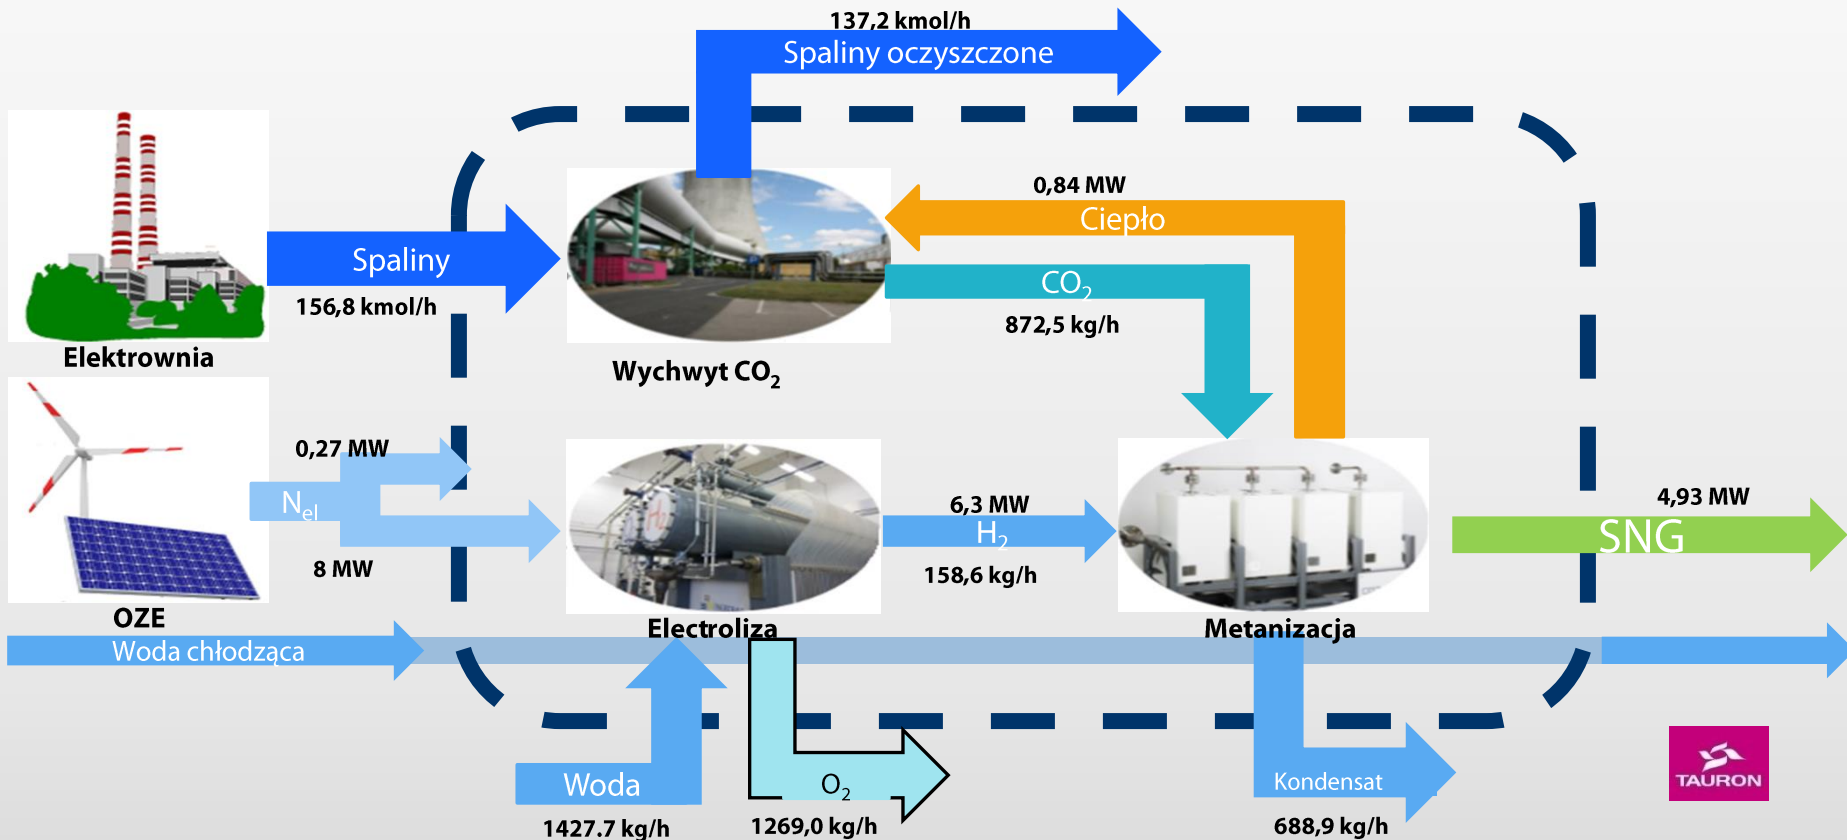 137,2 kmol/h
Spaliny oczyszczone
0,84 MW
Ciepło
Spaliny
156,8 kmol/h
CO₂
872,5 kg/h
Elektrownia
Wychwyt CO₂
0,27 MW
Nel
8 MW
6,3 MW
H₂
158,6 kg/h
4,93 MW
SNG
OZE
Electroliza
Metanizacja
Woda chłodząca
Woda
1427.7 kg/h
O₂
1269,0 kg/h
Kondensat
688,9 kg/h
TAURON